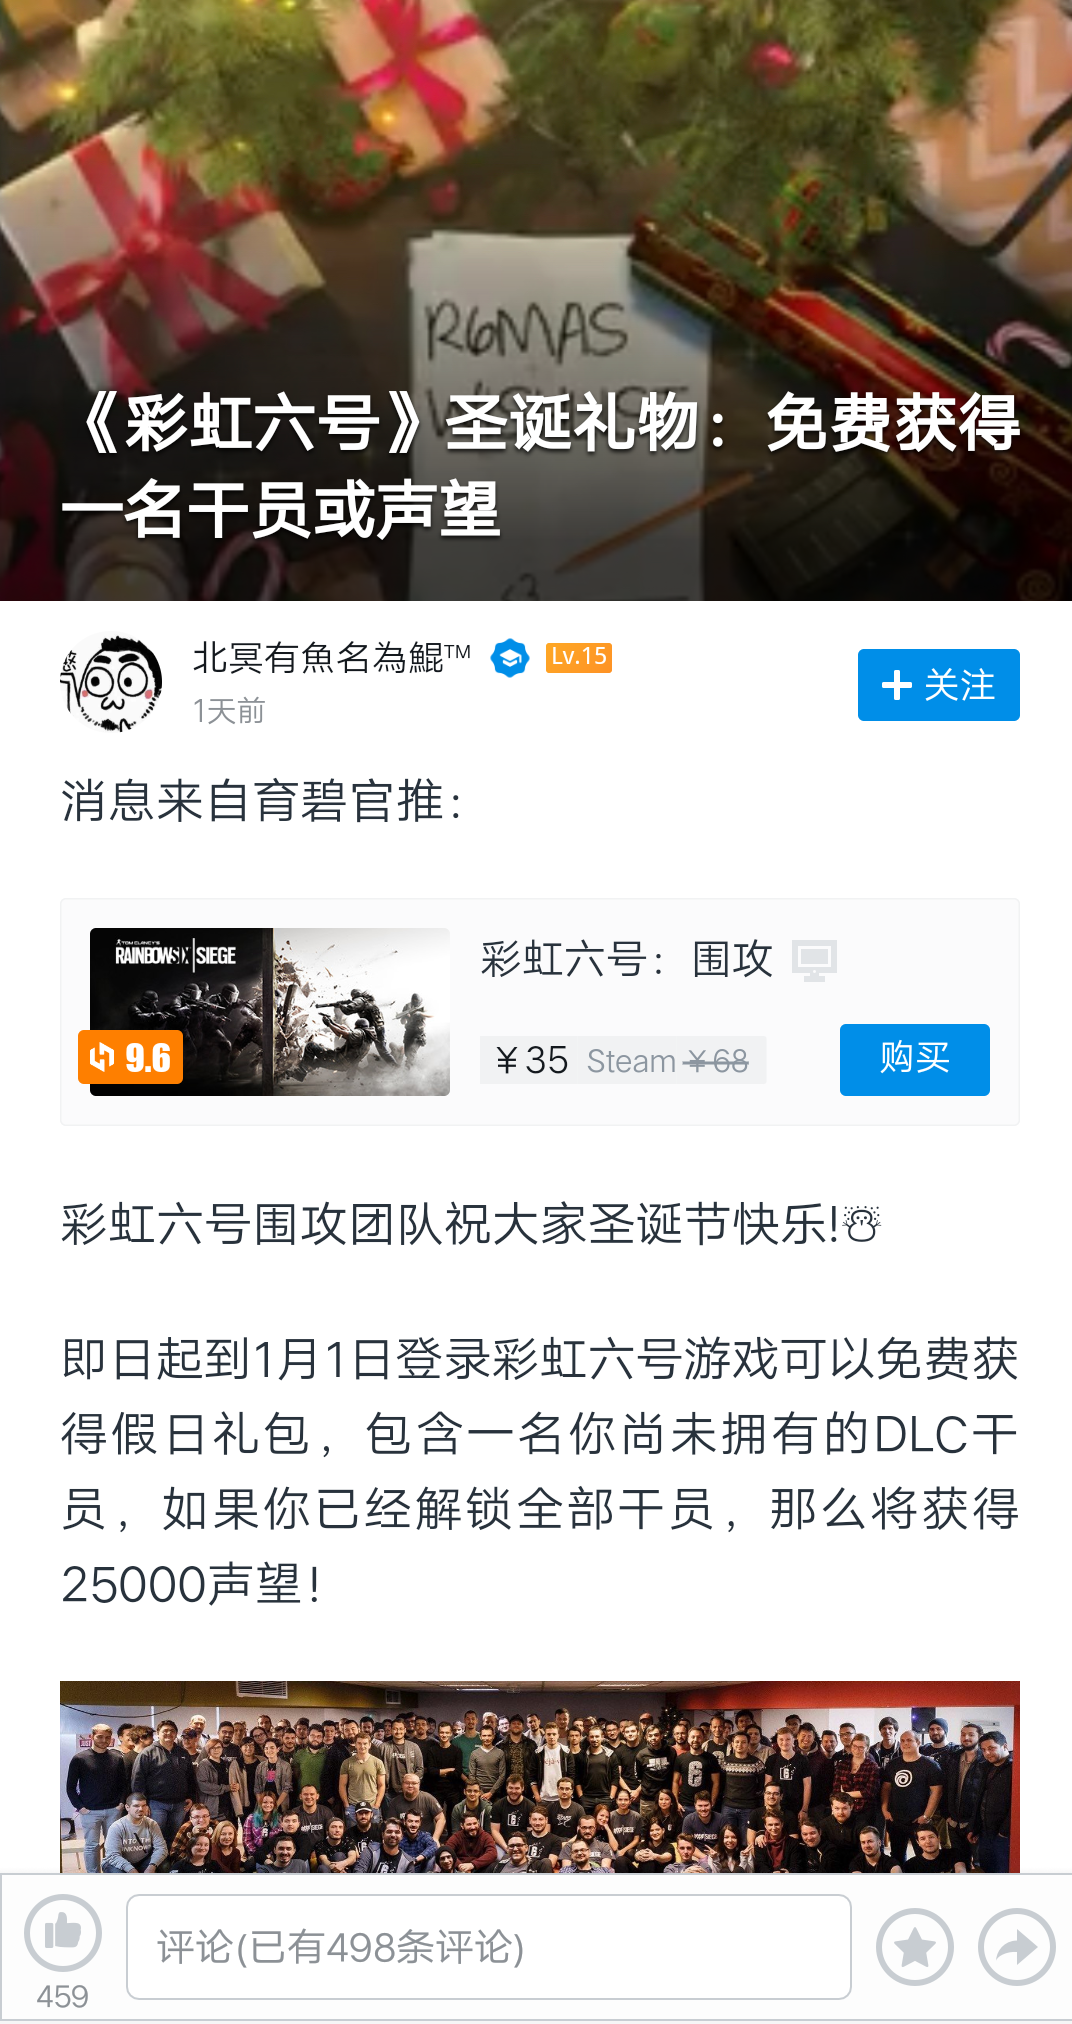 R6MAS
《彩虹六号》圣诞礼物：免费获得
一名干员或声望
北冥有魚名為鯤™ Lv.15
1天前
+ 关注
消息来自育碧官推：
TOM CLANCY'S
RAINBOWSIX | SIEGE
9.6
彩虹六号：围攻
¥35 Steam ¥68
购买
彩虹六号围攻团队祝大家圣诞节快乐!☃
即日起到1月1日登录彩虹六号游戏可以免费获
得假日礼包，包含一名你尚未拥有的DLC干
员，如果你已经解锁全部干员，那么将获得
25000声望！
评论(已有498条评论)
459